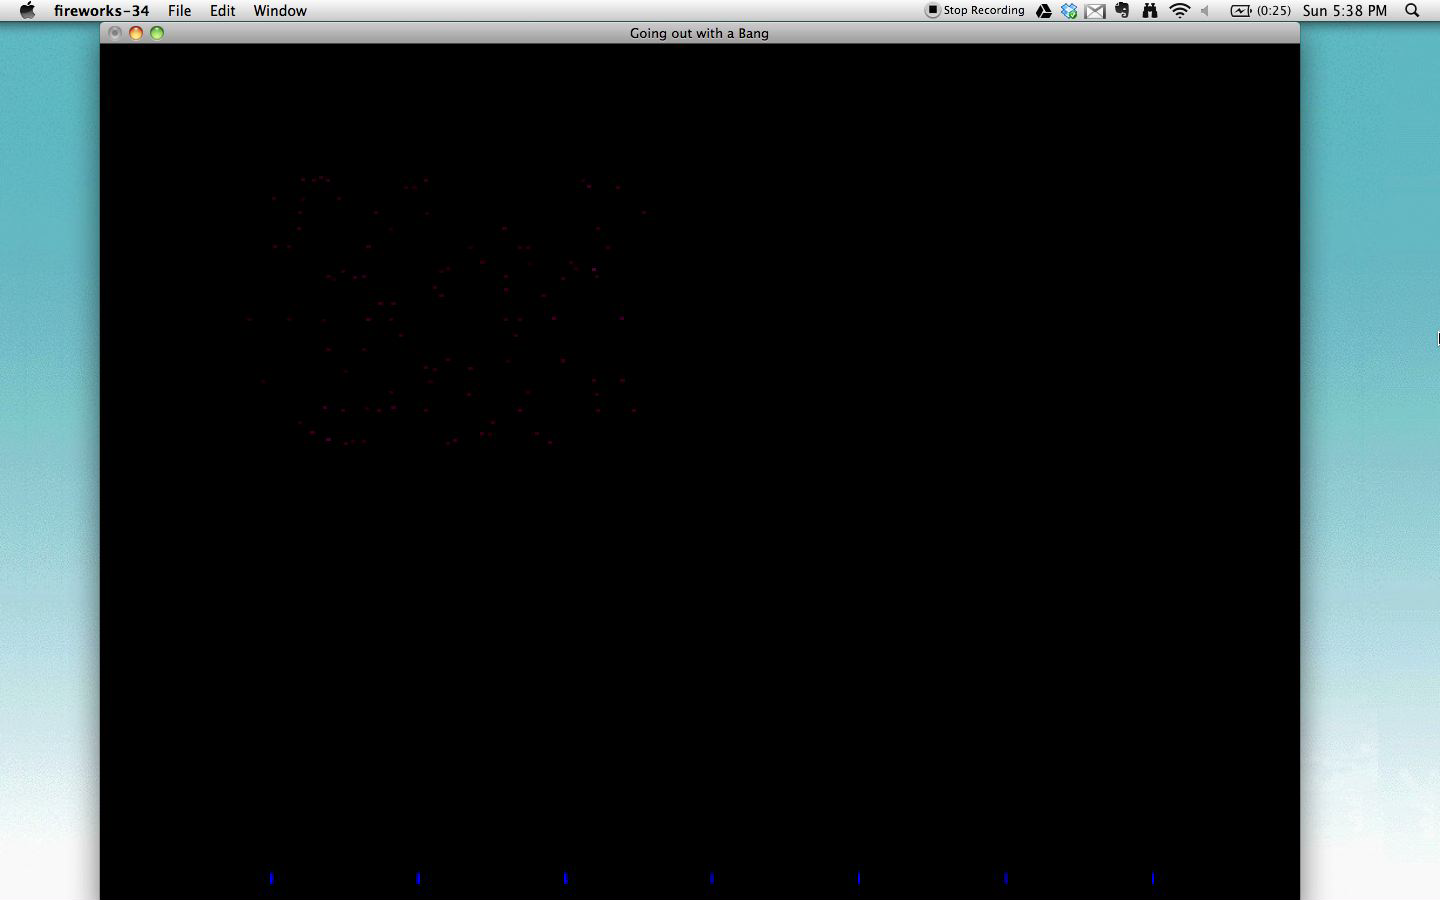 fireworks-34 File Edit Window Stop Recording (0:25) Sun 5:38 PM
Going out with a Bang